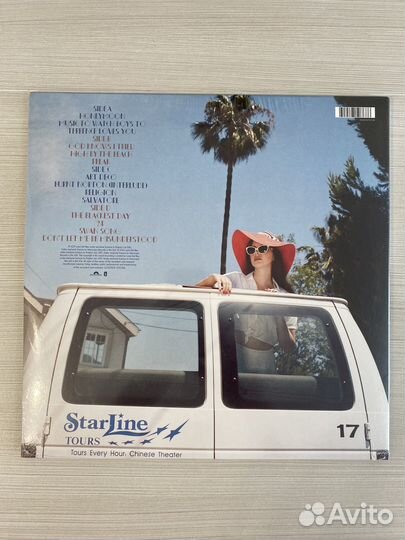 SIDE A
HONEYMOON
MUSIC TO WATCH BOYS TO
TERRENCE LOVES YOU
SIDE B
GOD KNOWS I TRIED
HIGH BY THE BEACH
FREAK
SIDE C
ART DECO
BURNT NORTON (INTERLUDE)
RELIGION
SALVATORE
SIDE D
THE BLACKEST DAY
24
SWAN SONG
DON'T LET ME BE MISUNDERSTOOD
StarLine
TOURS
Tours Every Hour: Chinese Theater
17
Avito